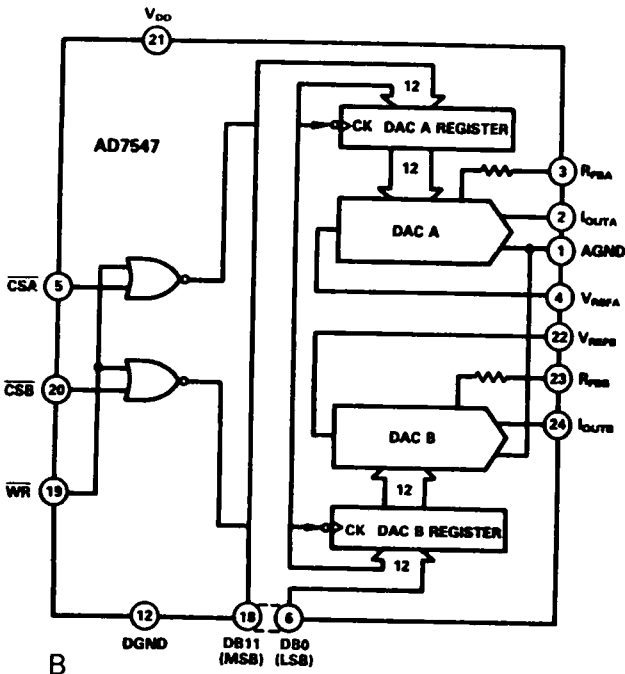 VDD
21
12
CK DAC A REGISTER
AD7547
12
3 RFBA
2 IOUTA
DAC A
1 AGND
CSA 5
4 VREFA
22 VREFB
CSB 20
23 RFBB
24 IOUTB
DAC B
WR 19
12
CK DAC B REGISTER
12
12 18 6
DGND DB11 DB0
(MSB) (LSB)
B